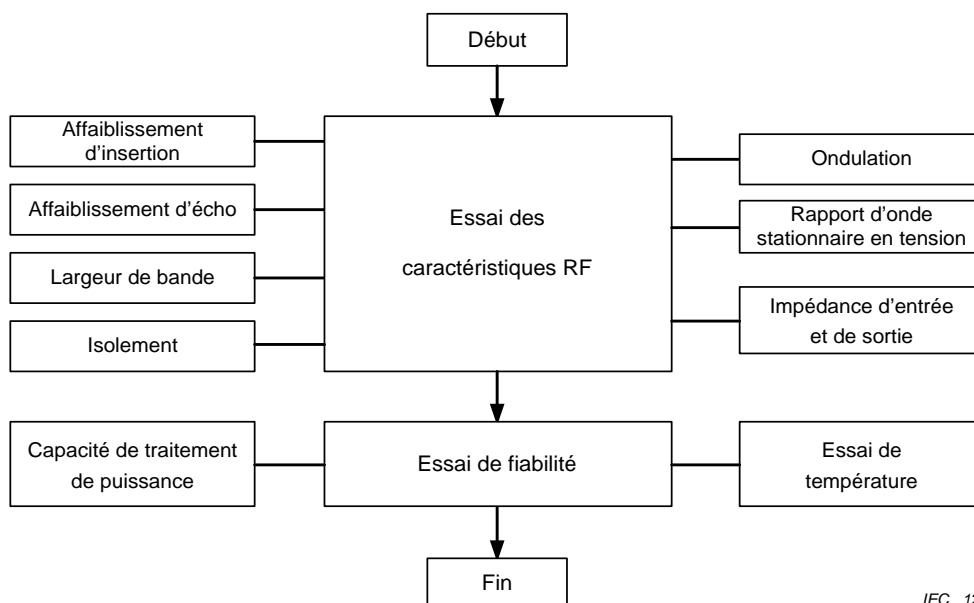 Début
Affaiblissement
d'insertion
Affaiblissement d'écho
Largeur de bande
Isolement
Essai des
caractéristiques RF
Ondulation
Rapport d'onde
stationnaire en tension
Impédance d'entrée
et de sortie
Capacité de traitement
de puissance
Essai de fiabilité
Essai de
température
Fin
IEC